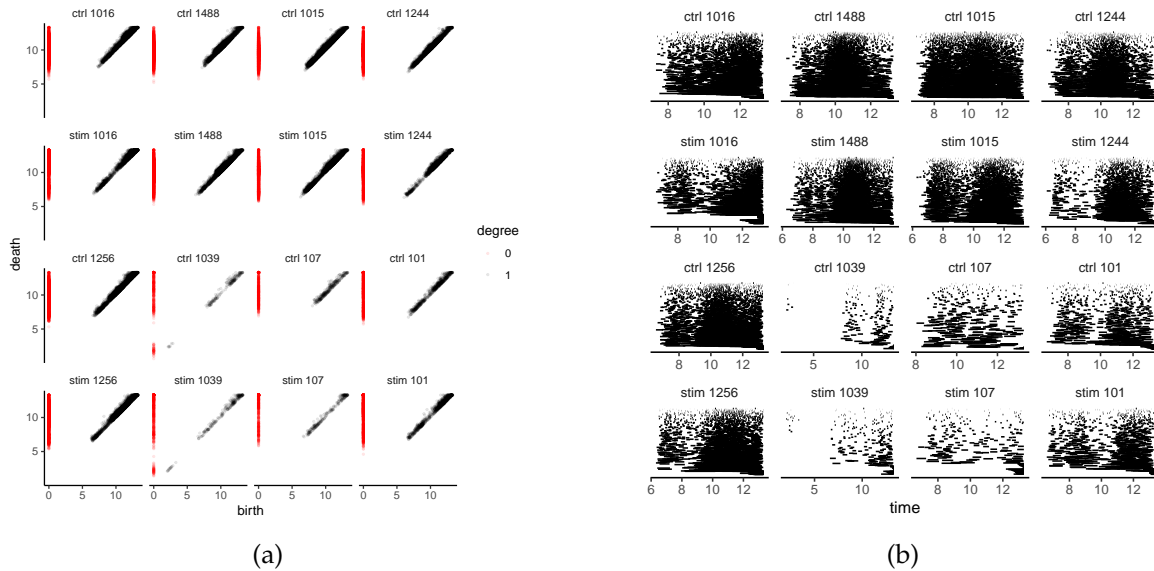 ctrl 1016 ctrl 1488 ctrl 1015 ctrl 1244
10
5
stim 1016 stim 1488 stim 1015 stim 1244
10
5
ctrl 1256 ctrl 1039 ctrl 107 ctrl 101
10
5
stim 1256 stim 1039 stim 107 stim 101
10
5
0 5 10 0 5 10 0 5 10 0 5 10
birth
death
degree
0
1
(a)
ctrl 1016 ctrl 1488 ctrl 1015 ctrl 1244
8 10 12 8 10 12 8 10 12 8 10 12
stim 1016 stim 1488 stim 1015 stim 1244
8 10 12 8 10 12 6 8 10 12 6 8 10 12
ctrl 1256 ctrl 1039 ctrl 107 ctrl 101
8 10 12 5 10 8 10 12 8 10 12
stim 1256 stim 1039 stim 107 stim 101
6 8 10 12 5 10 8 10 12 8 10 12
time
(b)